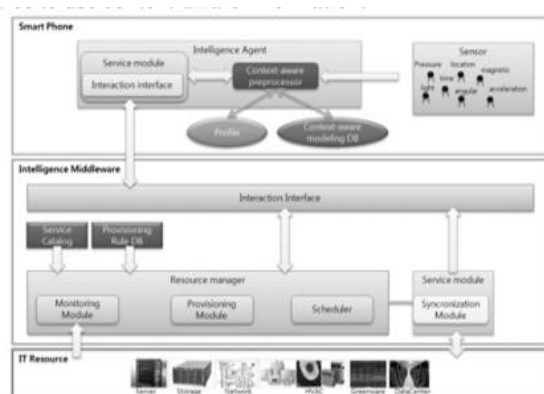 Smart Phone
Intelligence Agent
Service module
Interaction interface
Context-aware
preprocessor
Profile
Context-aware
modeling DB
Sensor
Pressure
location
time
magnetic
light
angular
acceleration
Intelligence Middleware
Interaction Interface
Service
Catalog
Provisioning
Rule DB
Resource manager
Monitoring
Module
Provisioning
Module
Scheduler
Service module
Syncronization
Module
IT Resource
Server
Storage
Network
HVAC
Greenware
DataCenter